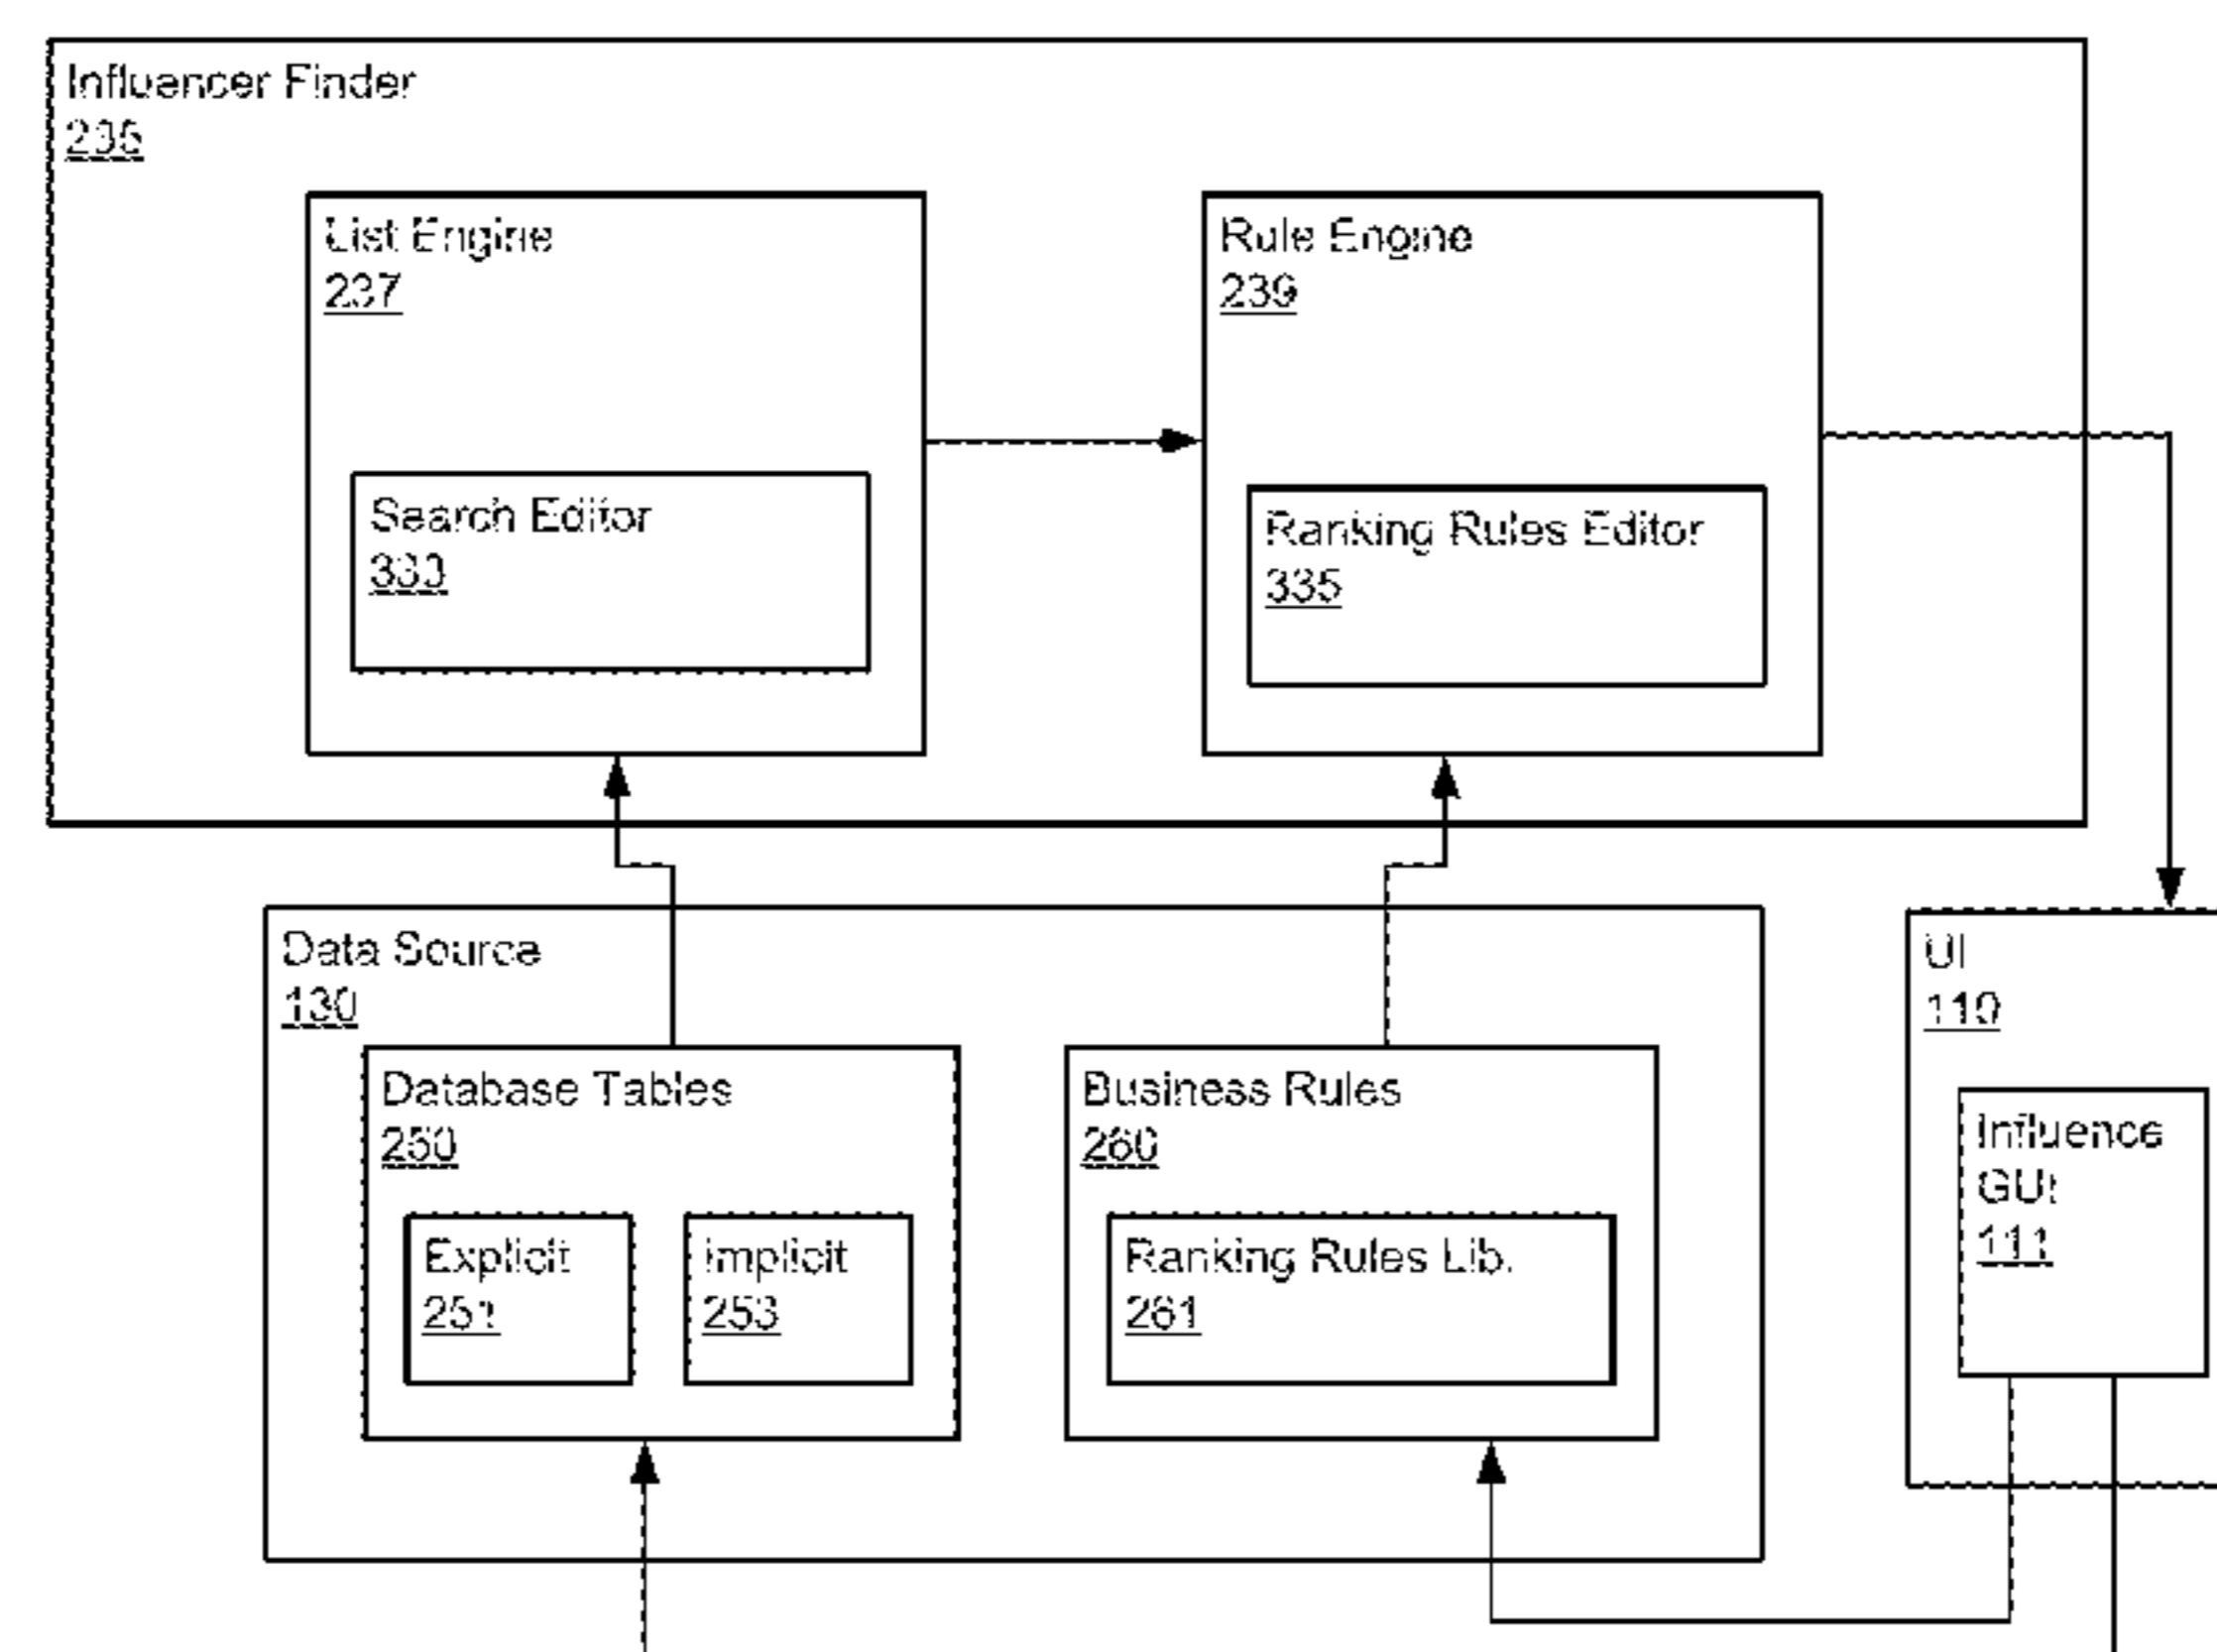 Influencer Finder
235
List Engine
237
Search Editor
333
Rule Engine
239
Ranking Rules Editor
335
Data Source
130
Database Tables
250
Explicit
251
Implicit
253
Business Rules
260
Ranking Rules Lib.
261
UI
110
Influence
GUI
111